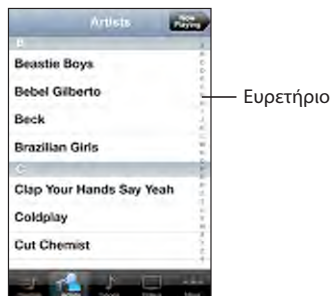 Artists
Now Playing
B
Beastie Boys
Bebel Gilberto
Ευρετήριο
Beck
Brazilian Girls
C
Clap Your Hands Say Yeah
Coldplay
Cut Chemist
Artists